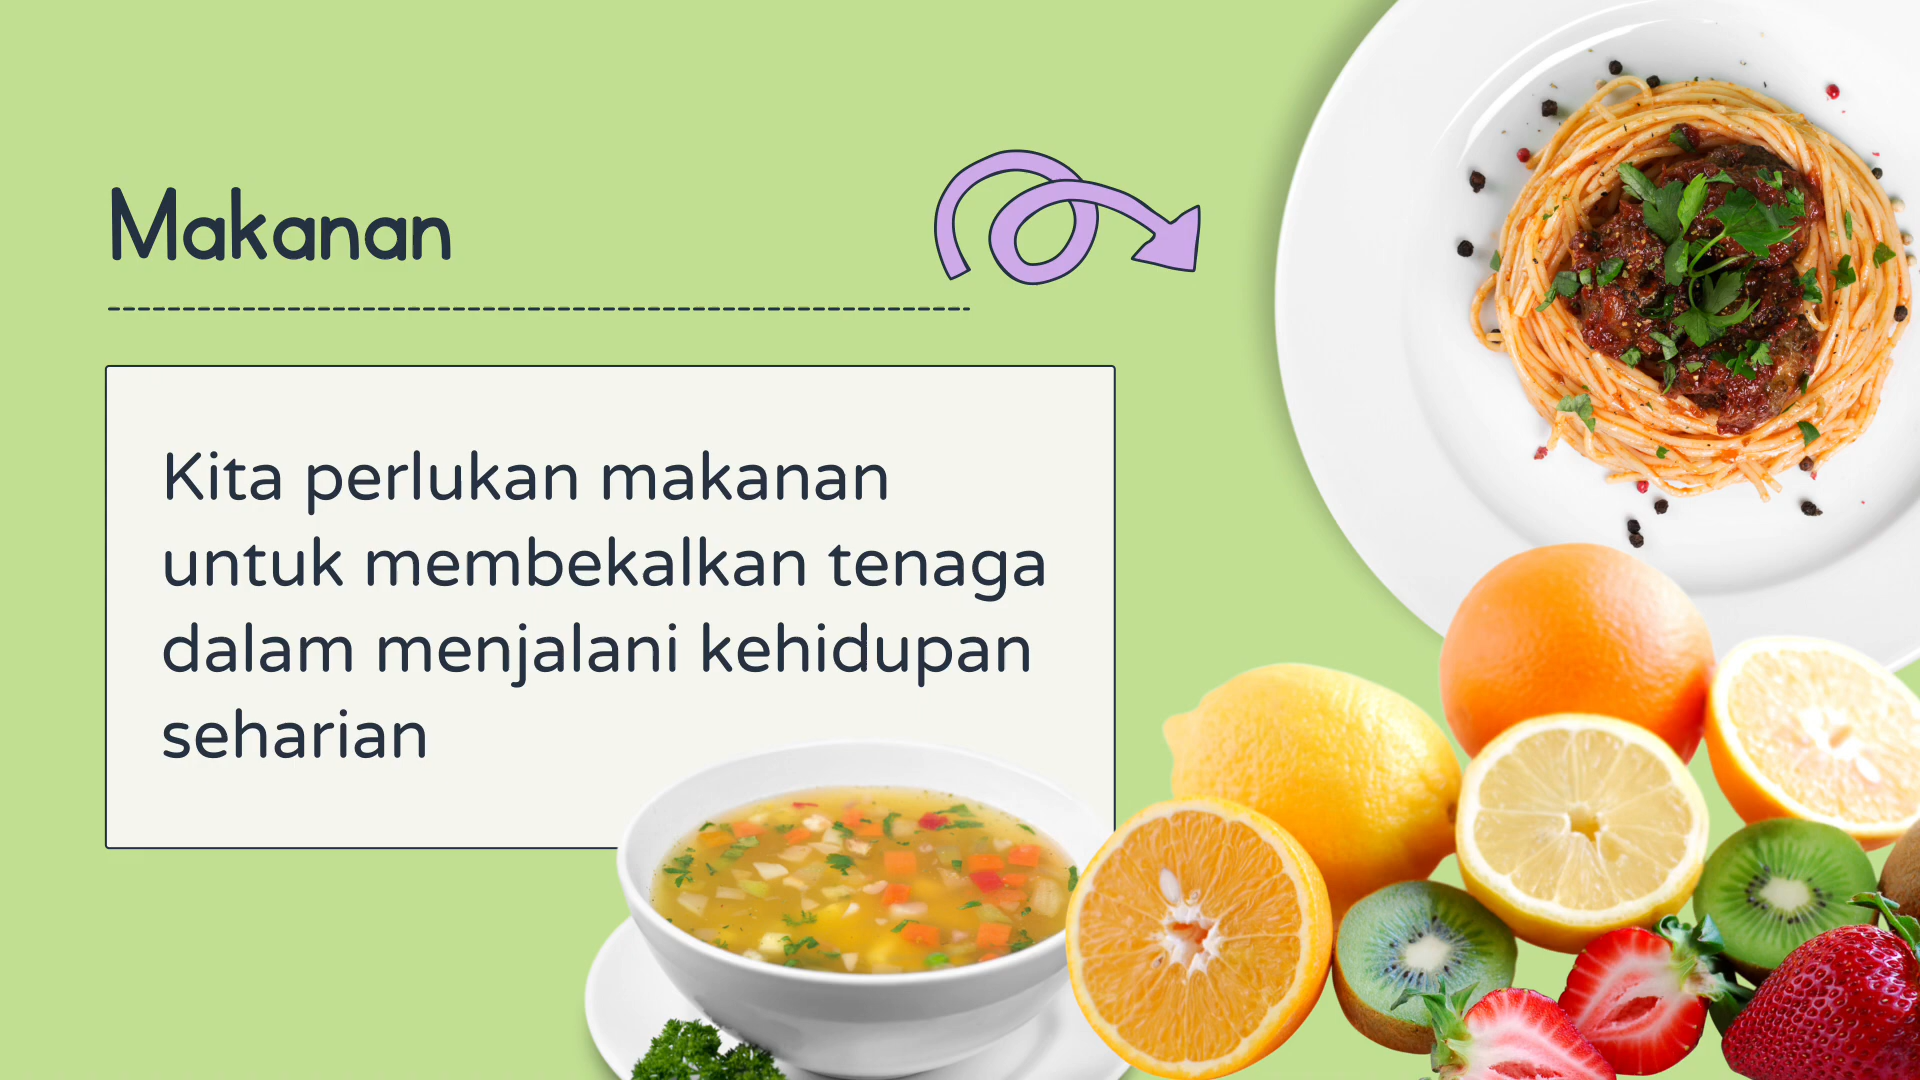 Makanan
Kita perlukan makanan
untuk membekalkan tenaga
dalam menjalani kehidupan
seharian